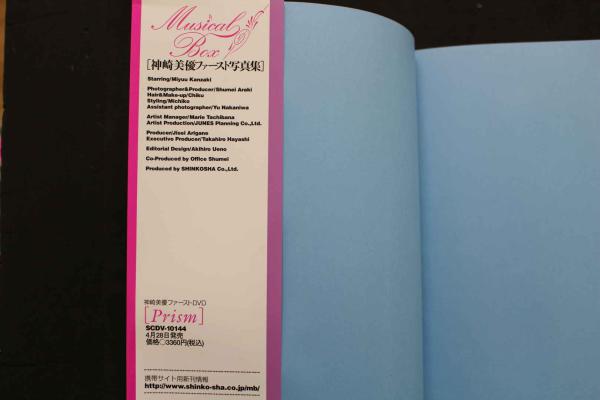 Musical
Box
[神崎美優ファースト写真集]
Starring/Miyuu Kanzaki
Photographer&Producer/Shumei Araki
Hair&Make-up/Chiku
Styling/Michiko
Assistant photographer/Yu Nakaniwa
Artist Manager/Marie Tachibana
Artist Production/JUNES Planning Co.,Ltd.
Producer/Jisei Arigane
Executive Producer/Takahiro Hayashi
Editorial Design/Akihiro Ueno
Co-Produced by Office Shumei
Produced by SHINKOSHA Co.,Ltd.
神崎美優ファーストDVD
[Prism]
SCDV-10144
4月28日発売
価格○3360円(税込)
携帯サイト用新刊情報
http://www.shinko-sha.co.jp/mb/